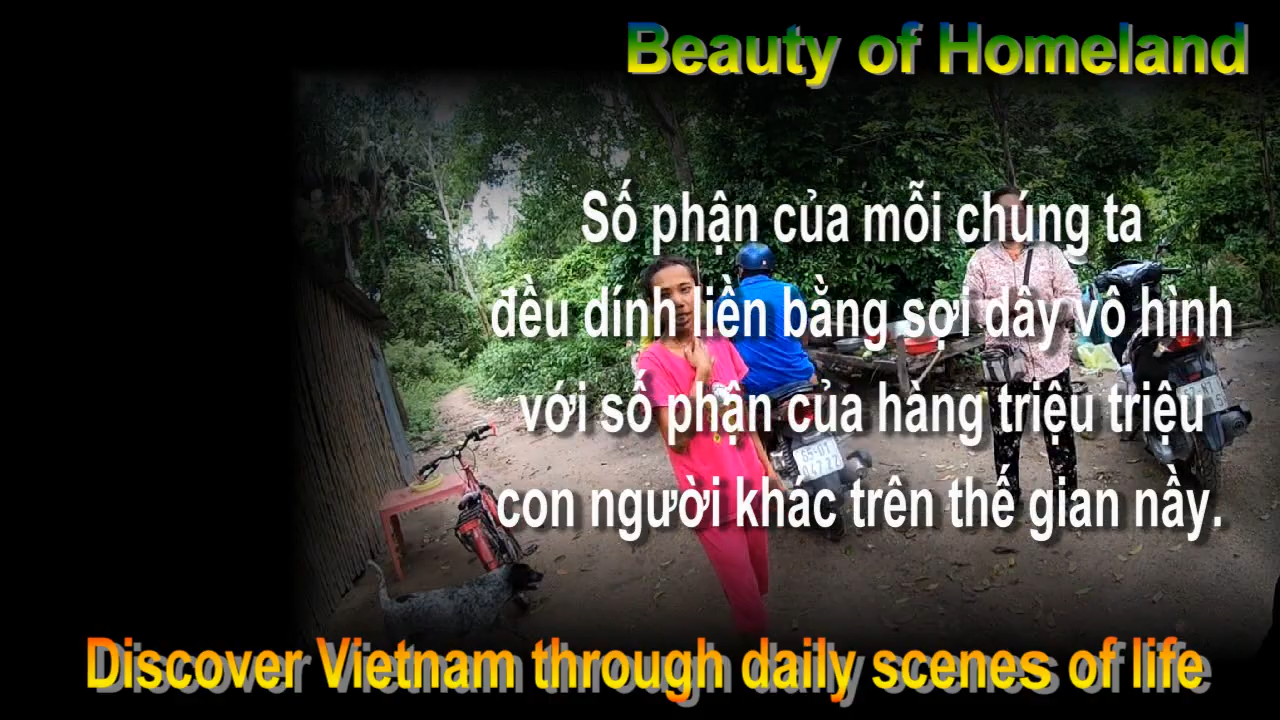 Beauty of Homeland
Số phận của mỗi chúng ta
đều dính liền bằng sợi dây vô hình
với số phận của hàng triệu triệu
con người khác trên thế gian nầy.
Discover Vietnam through daily scenes of life